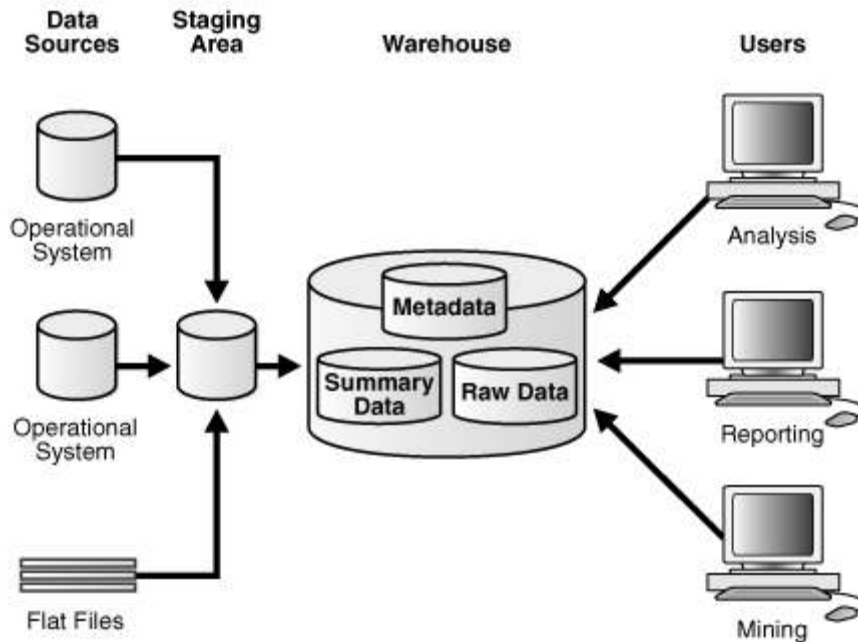 Data
Sources
Staging
Area
Warehouse
Users
Operational
System
Operational
System
Flat Files
Metadata
Summary
Data
Raw Data
Analysis
Reporting
Mining